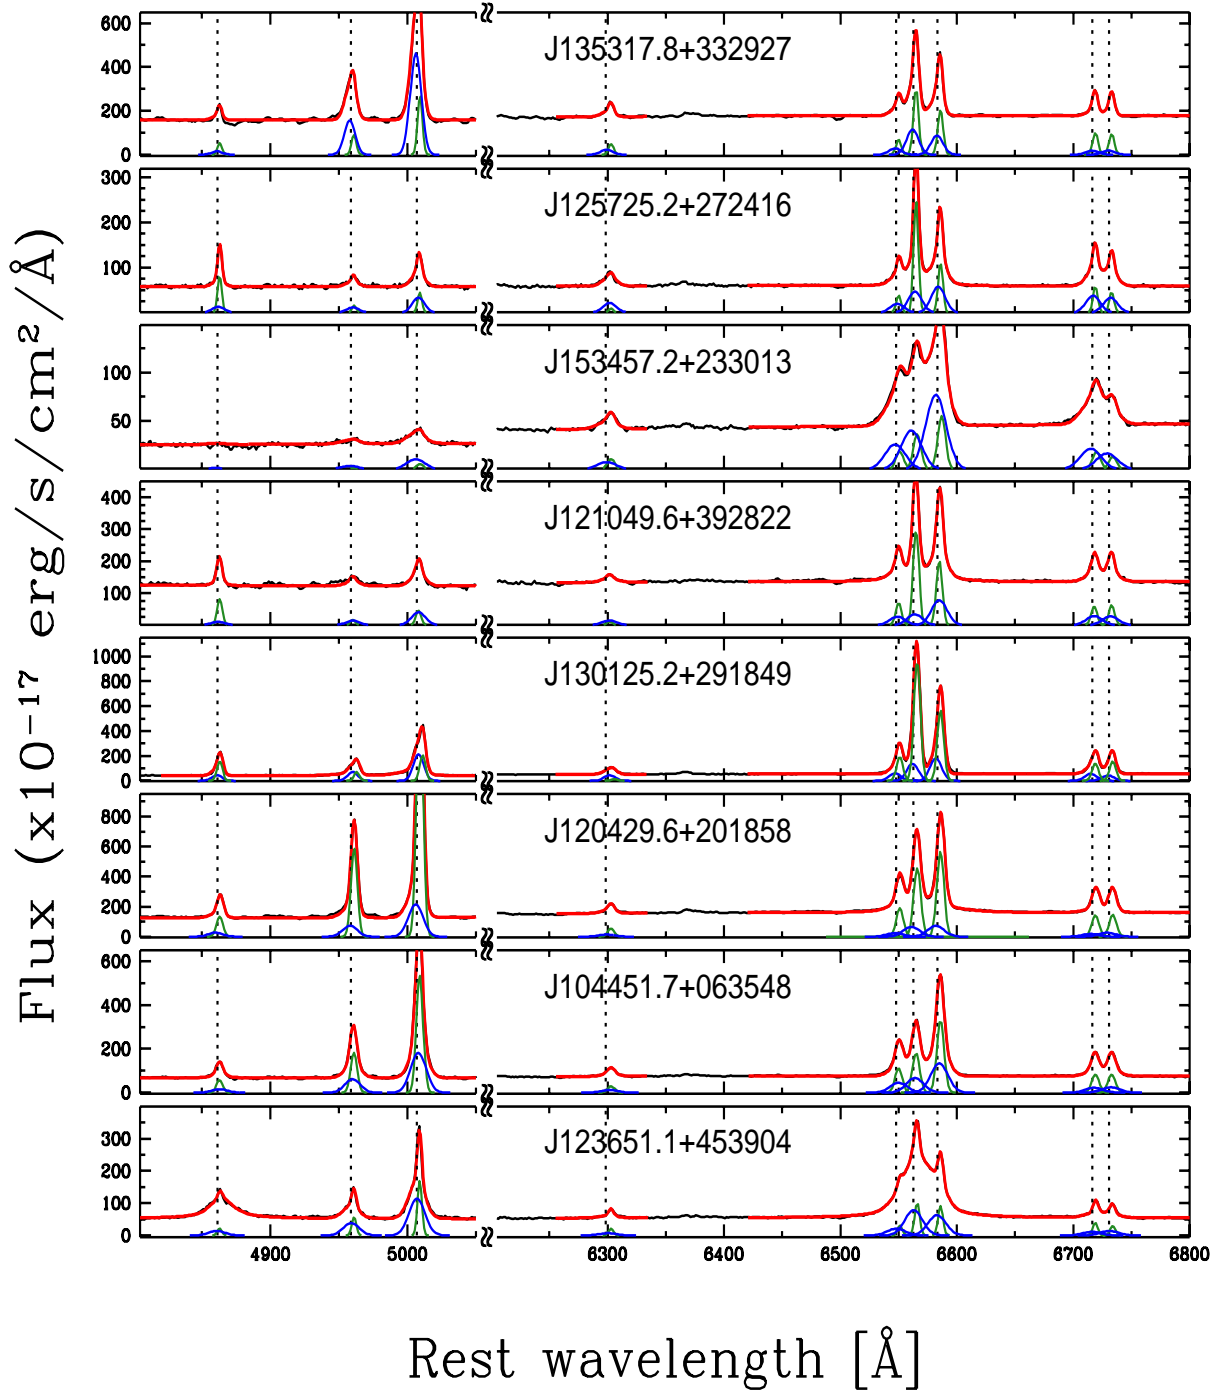 Flux (x10⁻¹⁷ erg/s/cm²/Å)
600
400
200
0
J135317.8+332927
300
200
100
J125725.2+272416
100
50
J153457.2+233013
400
300
200
100
J121049.6+392822
1000
800
600
400
200
0
J130125.2+291849
800
600
400
200
0
J120429.6+201858
600
400
200
0
J104451.7+063548
300
200
100
0
J123651.1+453904
4900 5000 6300 6400 6500 6600 6700 6800
Rest wavelength [Å]